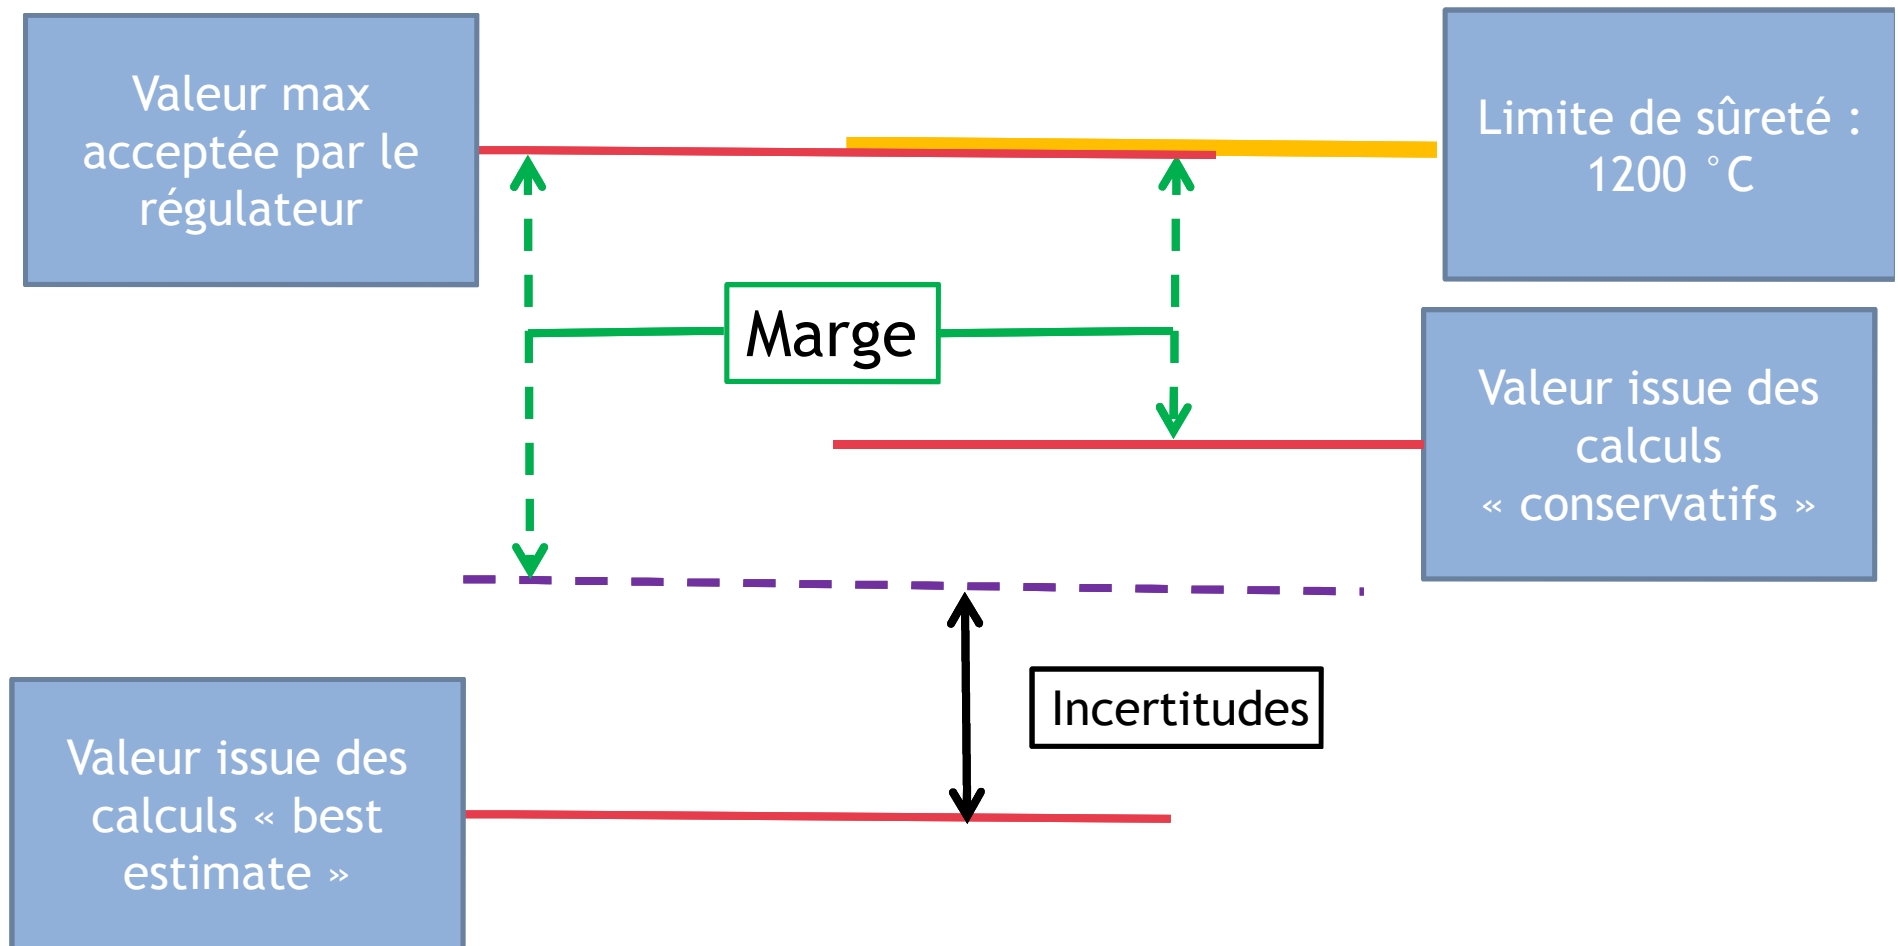 Valeur max
acceptée par le
régulateur
Limite de sûreté :
1200 °C
Marge
Valeur issue des
calculs
« conservatifs »
Incertitudes
Valeur issue des
calculs « best
estimate »